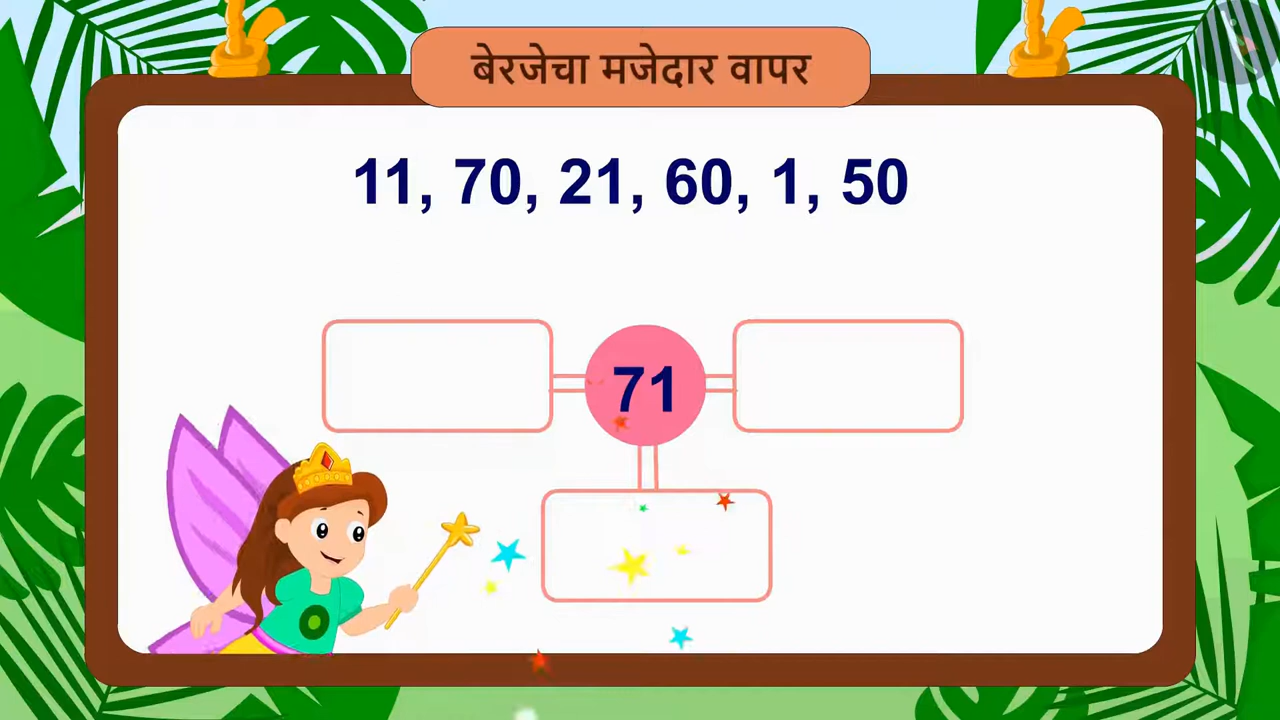 बेरजेचा मजेदार वापर
11, 70, 21, 60, 1, 50
71